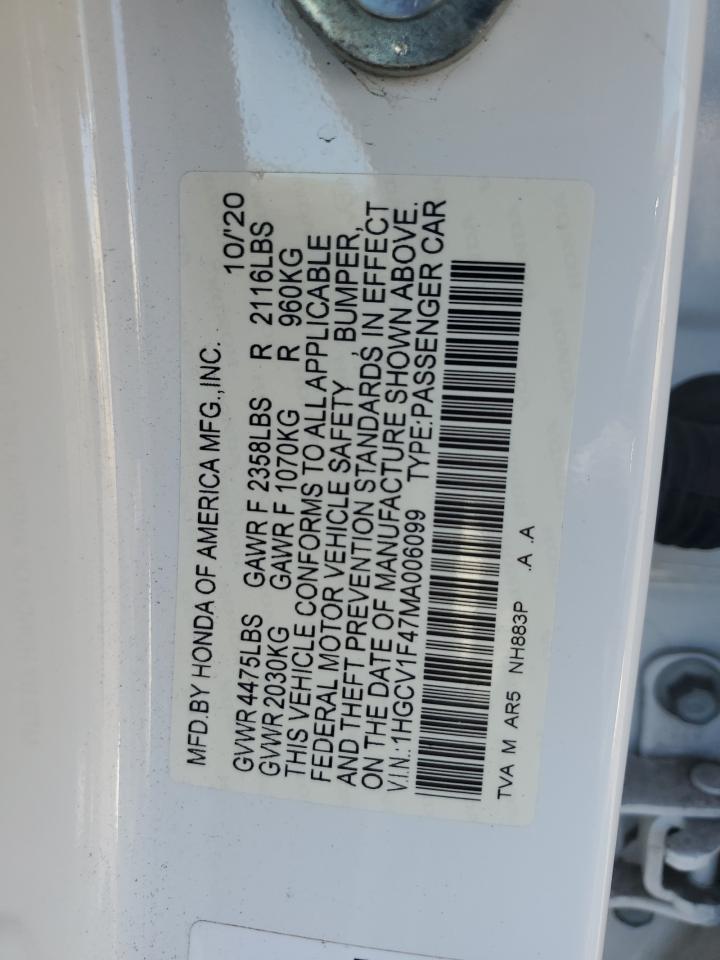 MFD.BY HONDA OF AMERICA MFG.,INC. 10/'20
GVWR 4475LBS GAWR F 2358LBS R 2116LBS
GVWR 2030KG GAWR F 1070KG R 960KG
THIS VEHICLE CONFORMS TO ALL APPLICABLE
FEDERAL MOTOR VEHICLE SAFETY , BUMPER,
AND THEFT PREVENTION STANDARDS IN EFFECT
ON THE DATE OF MANUFACTURE SHOWN ABOVE.
V.I.N.:1HGCV1F47MA006099 TYPE:PASSENGER CAR
TVA M AR5 NH883P .A .A